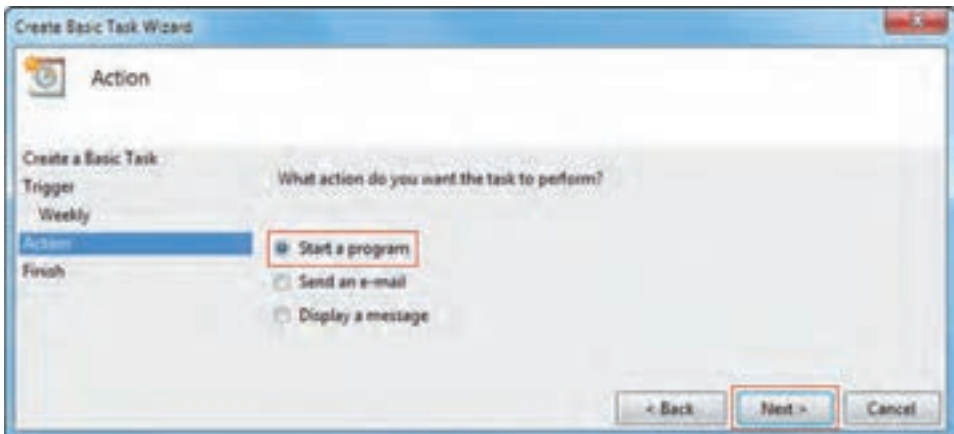 Create Basic Task Wizard
Action
Create a Basic Task
Trigger
Weekly
Action
Finish
What action do you want the task to perform?
Start a program
Send an e-mail
Display a message
< Back
Next >
Cancel